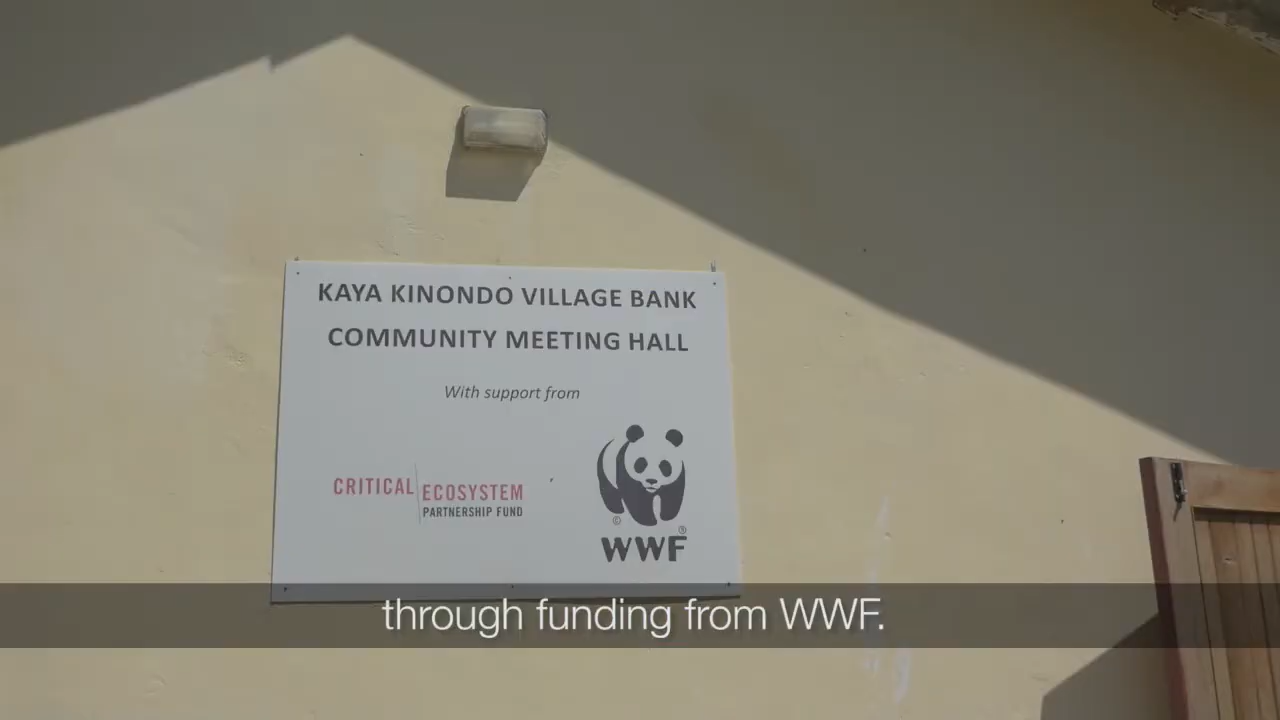 KAYA KINONDO VILLAGE BANK
COMMUNITY MEETING HALL
With support from
CRITICAL ECOSYSTEM
PARTNERSHIP FUND
©
®
WWF
through funding from WWF.